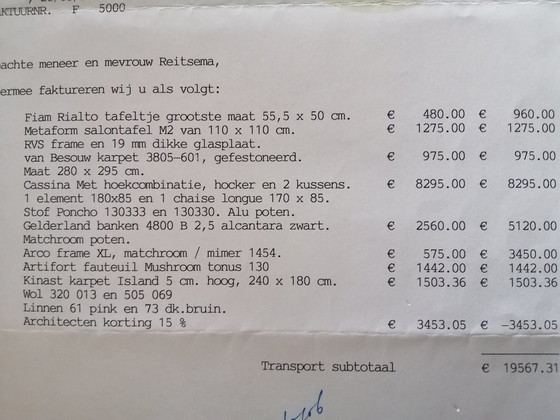 AKTUURNR. F 5000
achte meneer en mevrouw Reitsema,
ermee faktureren wij u als volgt:
Fiam Rialto tafeltje grootste maat 55,5 x 50 cm. € 480.00 € 960.00
Metaform salontafel M2 van 110 x 110 cm. € 1275.00 € 1275.00
RVS frame en 19 mm dikke glasplaat.
van Besouw karpet 3805-601, gefestoneerd. € 975.00 € 975.00
Maat 280 x 295 cm.
Cassina Met hoekcombinatie, hocker en 2 kussens. € 8295.00 € 8295.00
1 element 180x85 en 1 chaise longue 170 x 85.
Stof Poncho 130333 en 130330. Alu poten.
Gelderland banken 4800 B 2,5 alcantara zwart. € 2560.00 € 5120.00
Matchroom poten.
Arco frame XL, matchroom / mimer 1454. € 575.00 € 3450.00
Artifort fauteuil Mushroom tonus 130 € 1442.00 € 1442.00
Kinast karpet Island 5 cm. hoog, 240 x 180 cm. € 1503.36 € 1503.36
Wol 320 013 en 505 069
Linnen 61 pink en 73 dk.bruin.
Architecten korting 15 % € 3453.05 € -3453.05
Transport subtotaal € 19567.31